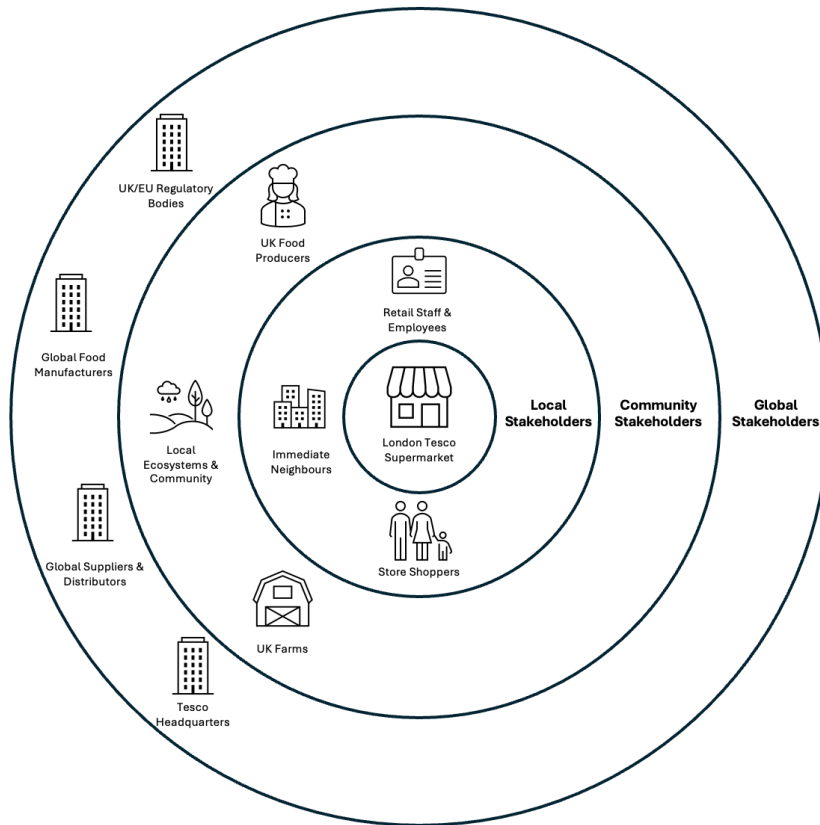 UK/EU Regulatory
Bodies
UK Food
Producers
Retail Staff &
Employees
Global Food
Manufacturers
Local
Ecosystems &
Community
Immediate
Neighbours
London Tesco
Supermarket
Local
Stakeholders
Community
Stakeholders
Global
Stakeholders
Global Suppliers &
Distributors
Store Shoppers
UK Farms
Tesco
Headquarters